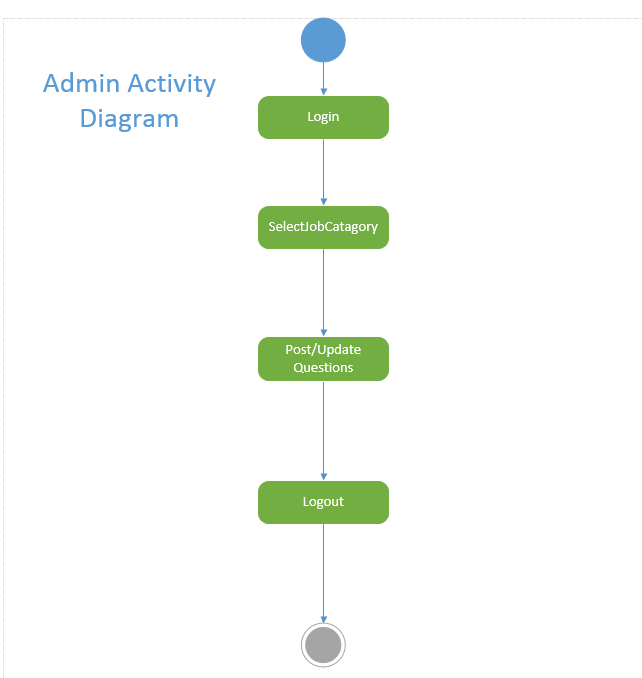 Admin Activity
Diagram
Login
SelectJobCatagory
Post/Update
Questions
Logout